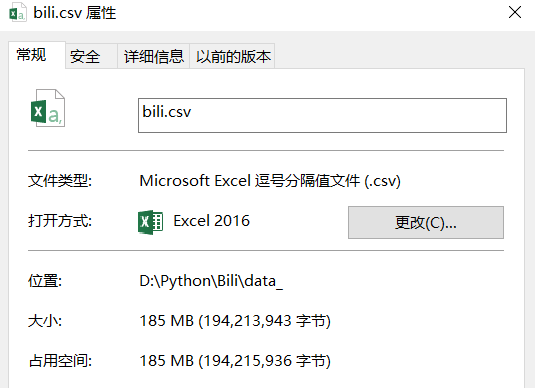 bili.csv 属性
常规 安全 详细信息 以前的版本
bili.csv
文件类型: Microsoft Excel 逗号分隔值文件 (.csv)
打开方式: Excel 2016 更改(C)...
位置: D:\Python\Bili\data_
大小: 185 MB (194,213,943 字节)
占用空间: 185 MB (194,215,936 字节)